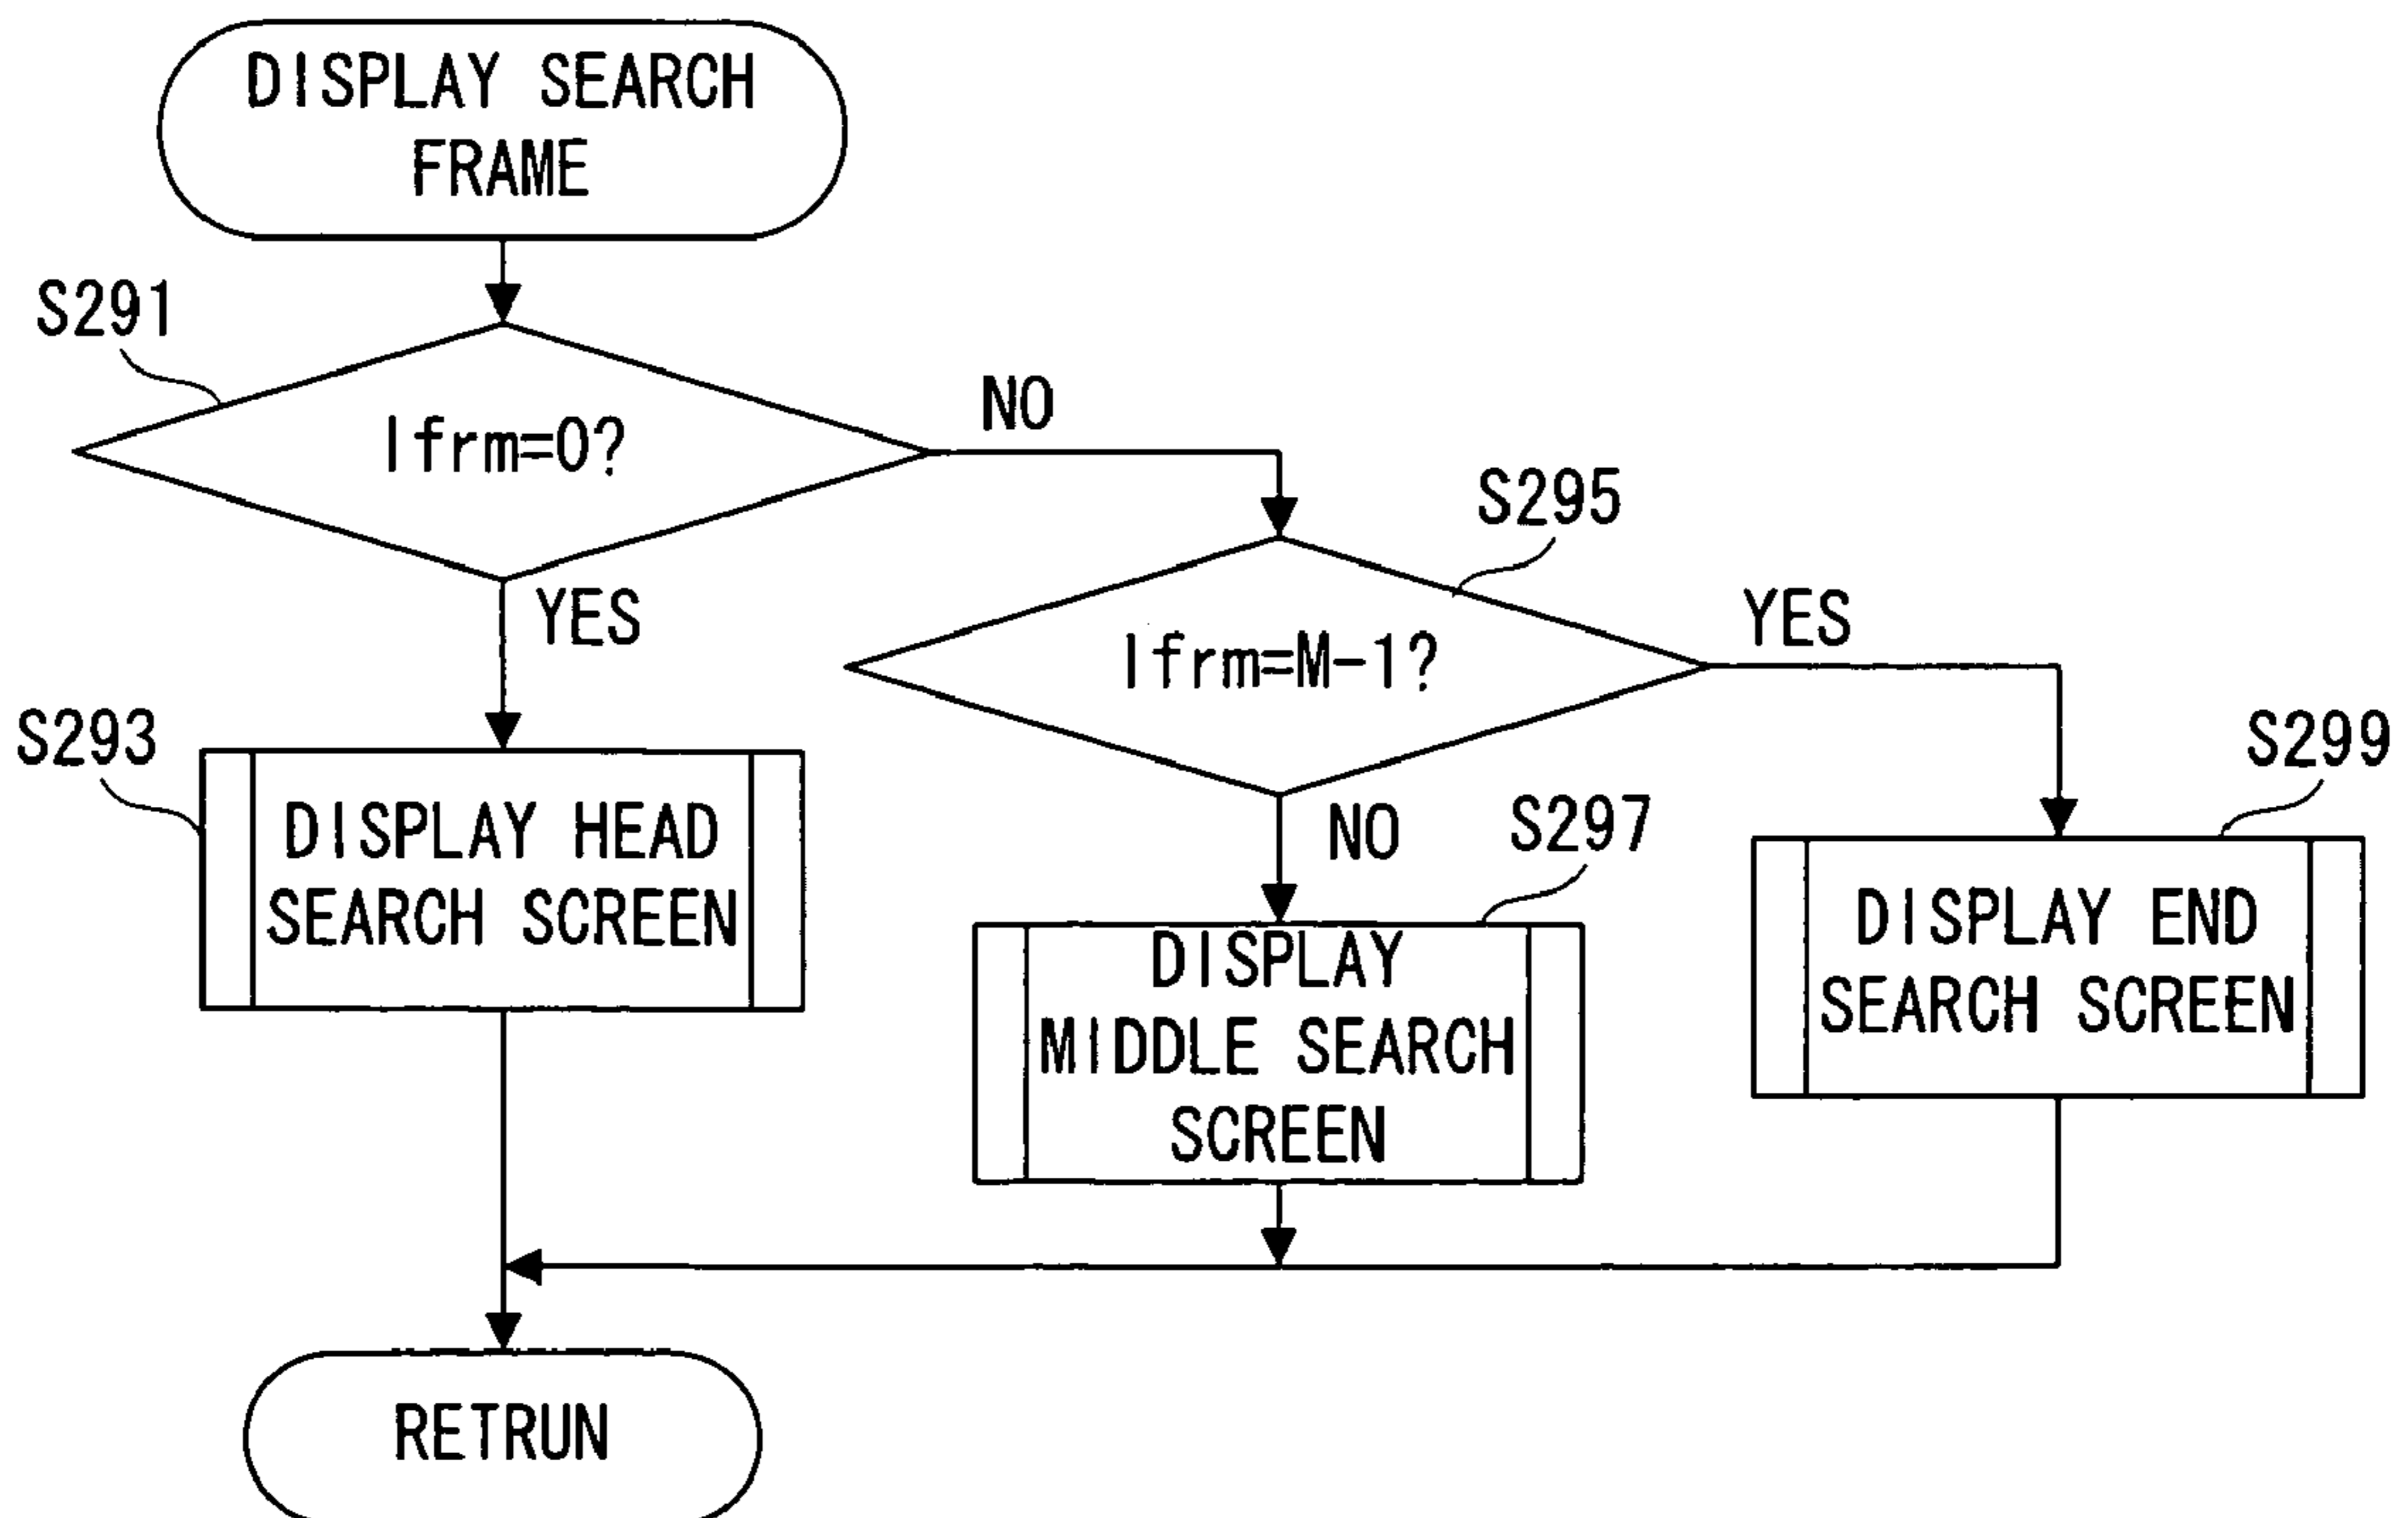 DISPLAY SEARCH
FRAME
S291
Ifrm=0?
NO
YES
S295
Ifrm=M-1?
YES
NO
S293
DISPLAY HEAD
SEARCH SCREEN
S297
DISPLAY
MIDDLE SEARCH
SCREEN
S299
DISPLAY END
SEARCH SCREEN
RETRUN